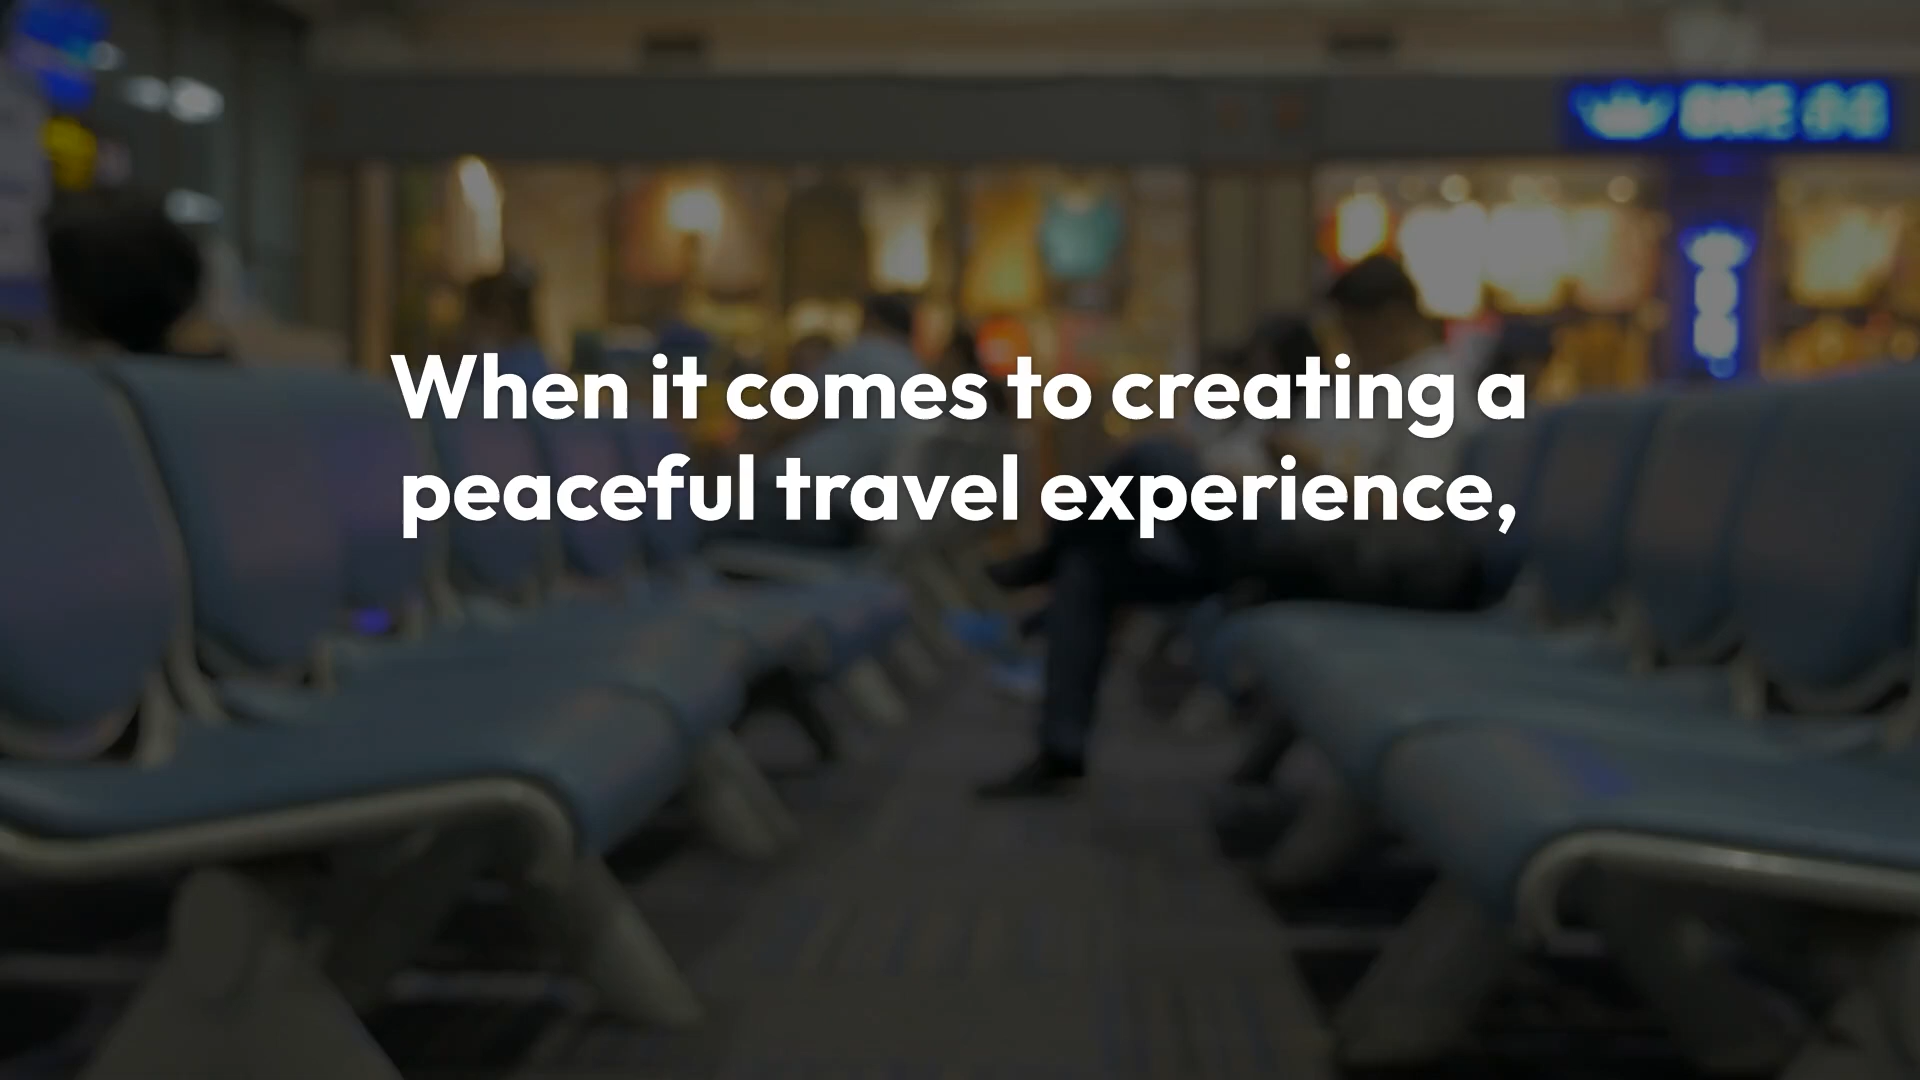 When it comes to creating a
peaceful travel experience,